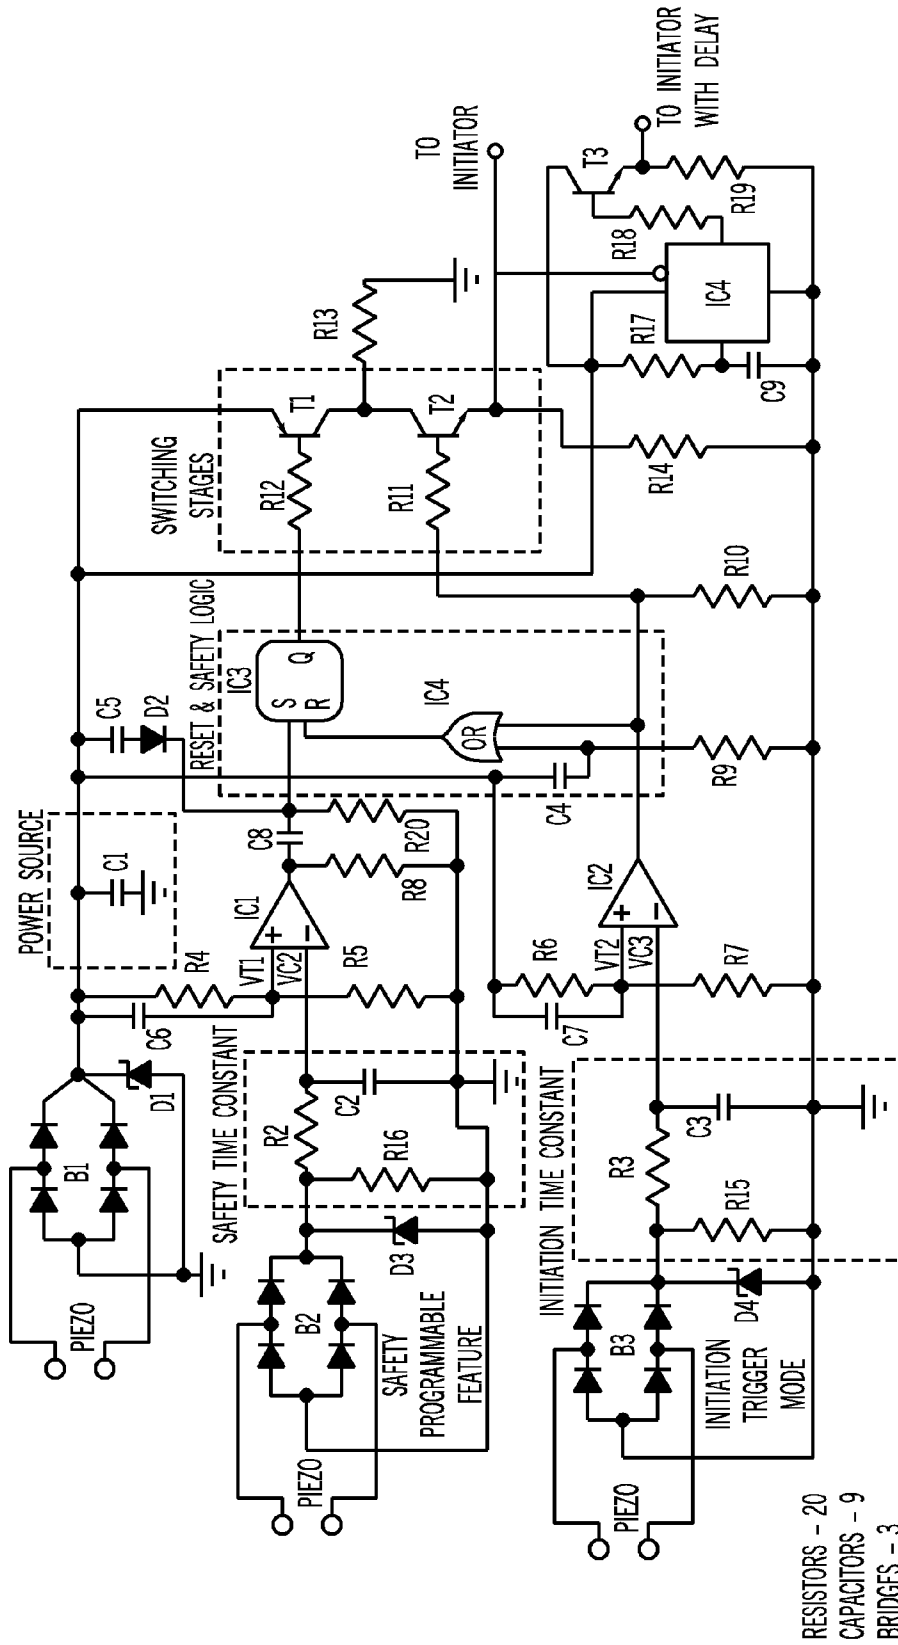 PIEZO
B1
D1
POWER SOURCE
C1
C5
D2
C6
R4
VT1
VC2
IC1
R5
C8
R8
R20
RESET & SAFETY LOGIC
IC3
S
R
Q
IC4
OR
C4
R9
SWITCHING
STAGES
R12
T1
R11
T2
R13
TO
INITIATOR
T3
TO INITIATOR
WITH DELAY
R18
R19
IC4
R17
C9
R14
R10
SAFETY TIME CONSTANT
R2
C2
R16
D3
PIEZO
B2
SAFETY
PROGRAMMABLE
FEATURE
R6
C7
VT2
VC3
IC2
R7
INITIATION TIME CONSTANT
R3
C3
R15
D4
PIEZO
B3
INITIATION
TRIGGER
MODE
RESISTORS - 20
CAPACITORS - 9
BRIDGES - 3